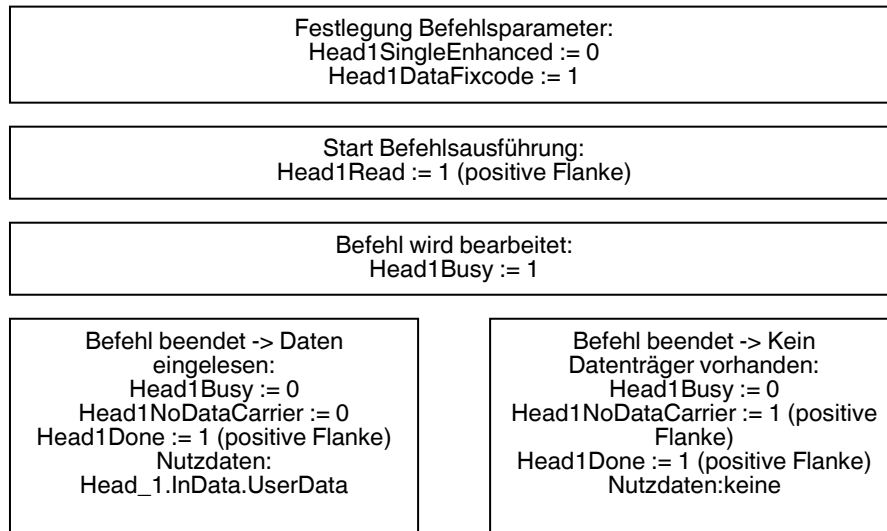 Festlegung Befehlsparameter:
Head1SingleEnhanced := 0
Head1DataFixcode := 1
Start Befehlsausführung:
Head1Read := 1 (positive Flanke)
Befehl wird bearbeitet:
Head1Busy := 1
Befehl beendet -> Daten
eingelesen:
Head1Busy := 0
Head1NoDataCarrier := 0
Head1Done := 1 (positive Flanke)
Nutzdaten:
Head_1.InData.UserData
Befehl beendet -> Kein
Datenträger vorhanden:
Head1Busy := 0
Head1NoDataCarrier := 1 (positive
Flanke)
Head1Done := 1 (positive Flanke)
Nutzdaten:keine